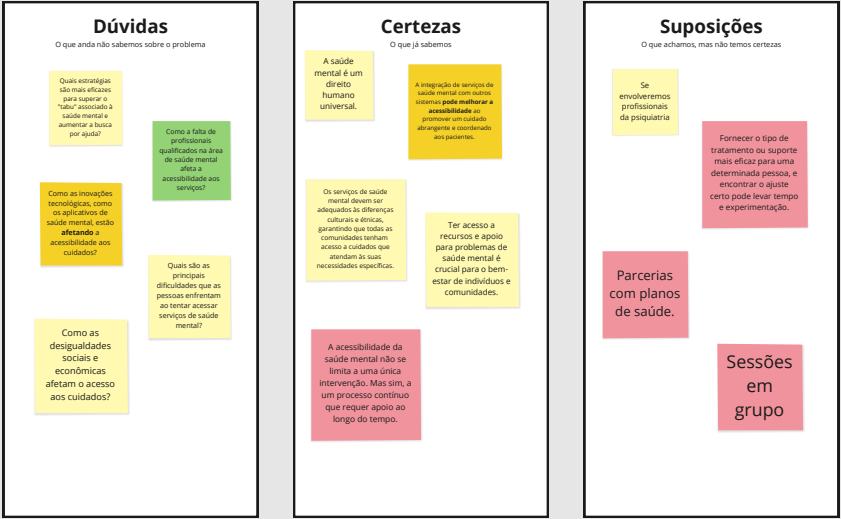 Dúvidas
O que anda não sabemos sobre o problema
Quais estratégias
são mais eficazes
para superar o
"tabu" associado à
saúde mental e
aumentar a busca
por ajuda?
Como a falta de
profissionais
qualificados na área
de saúde mental
afeta a
acessibilidade aos
serviços?
Como as inovações
tecnológicas, como
os aplicativos de
saúde mental, estão
afetando a
acessibilidade aos
cuidados?
Quais são as
principais
dificuldades que as
pessoas enfrentam
ao tentar acessar
serviços de saúde
mental?
Como as
desigualdades
sociais e
econômicas
afetam o acesso
aos cuidados?
Certezas
O que já sabemos
A saúde
mental é um
direito
humano
universal.
A integração de serviços de
saúde mental com outros
sistemas pode melhorar a
acessibilidade ao
promover um cuidado
abrangente e coordenado
aos pacientes.
Os serviços de saúde
mental devem ser
adequados às diferenças
culturais e étnicas,
garantindo que todas as
comunidades tenham
acesso a cuidados que
atendam às suas
necessidades específicas.
Ter acesso a
recursos e apoio
para problemas de
saúde mental é
crucial para o bem-
estar de indivíduos e
comunidades.
A acessibilidade da
saúde mental não se
limita a uma única
intervenção. Mas sim, a
um processo contínuo
que requer apoio ao
longo do tempo.
Suposições
O que achamos, mas não temos certezas
Se
envolveremos
profissionais
da psiquiatria
Fornecer o tipo de
tratamento ou suporte
mais eficaz para uma
determinada pessoa, e
encontrar o ajuste
certo pode levar tempo
e experimentação.
Parcerias
com planos
de saúde.
Sessões
em
grupo